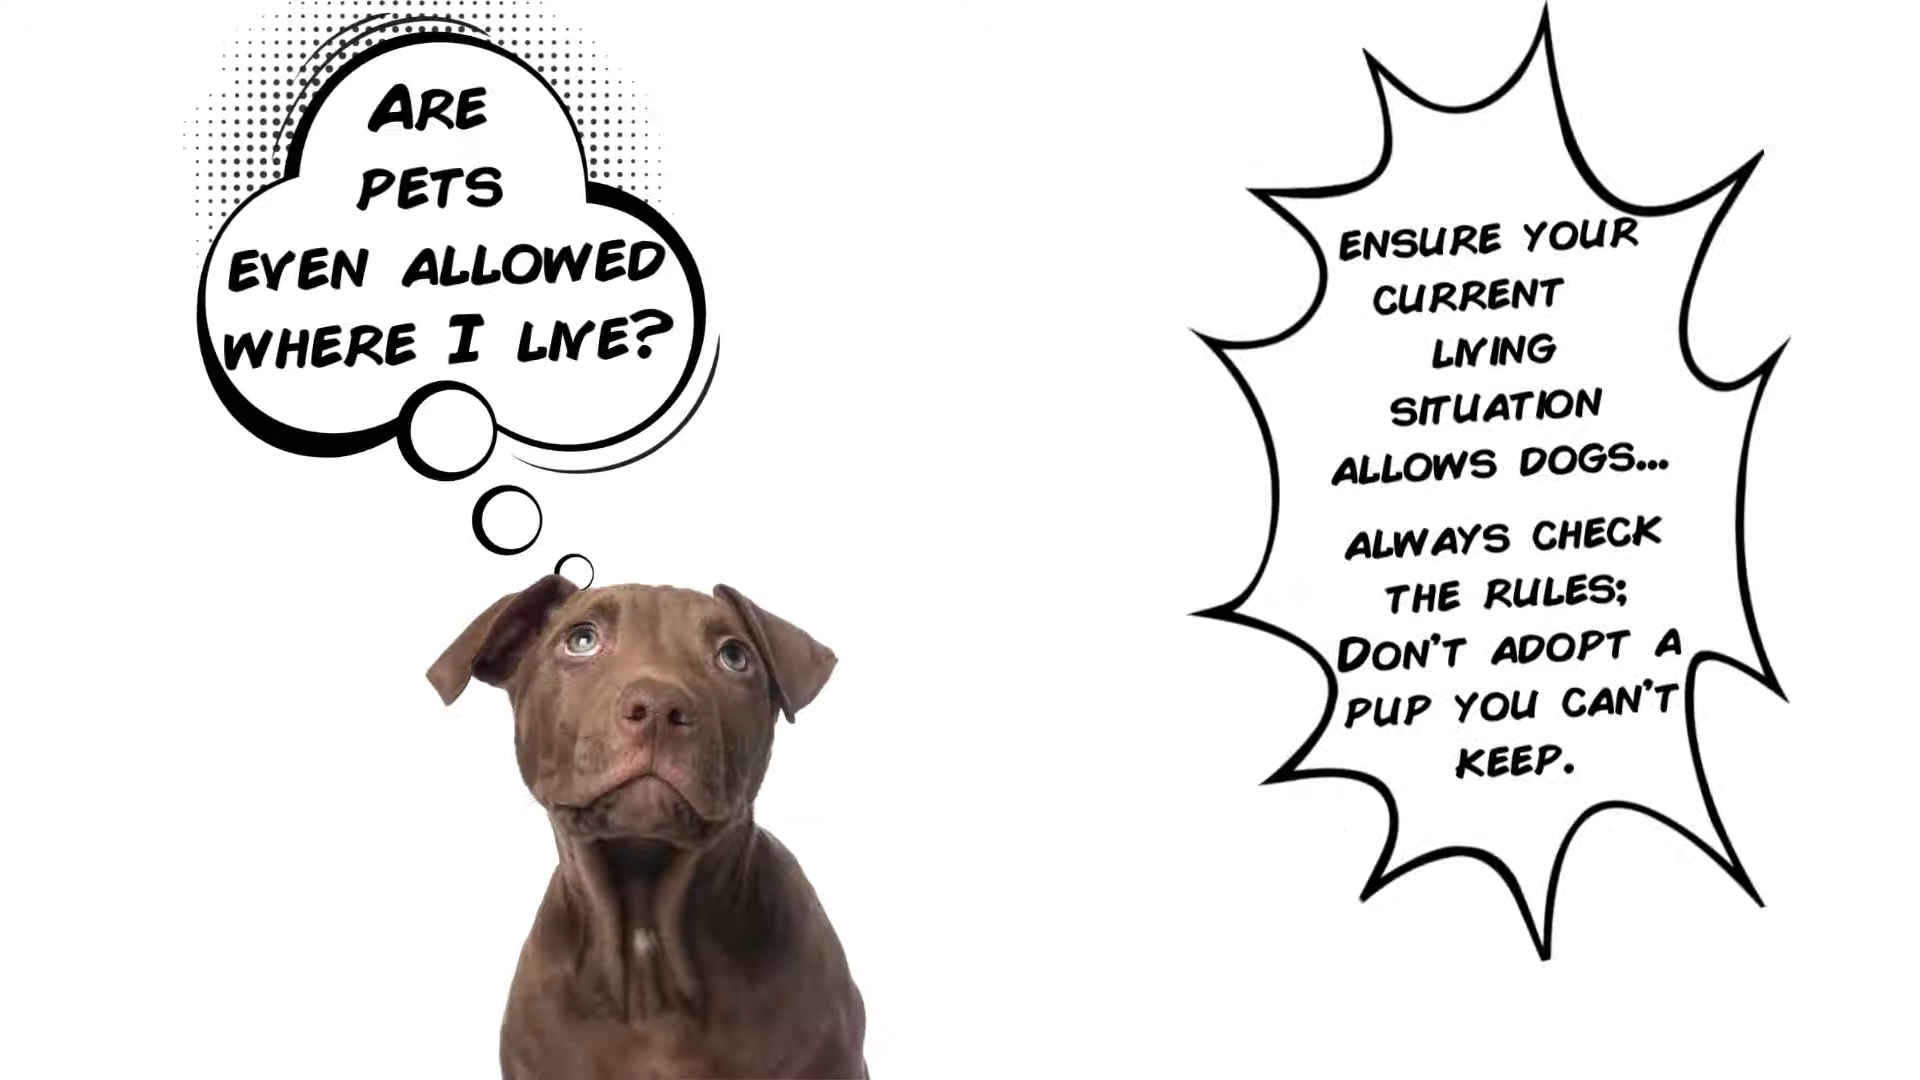 ARE
PETS
EVEN ALLOWED
WHERE I LIVE?
ENSURE YOUR
CURRENT
LIVING
SITUATION
ALLOWS DOGS...
ALWAYS CHECK
THE RULES;
DON'T ADOPT A
PUP YOU CAN'T
KEEP.